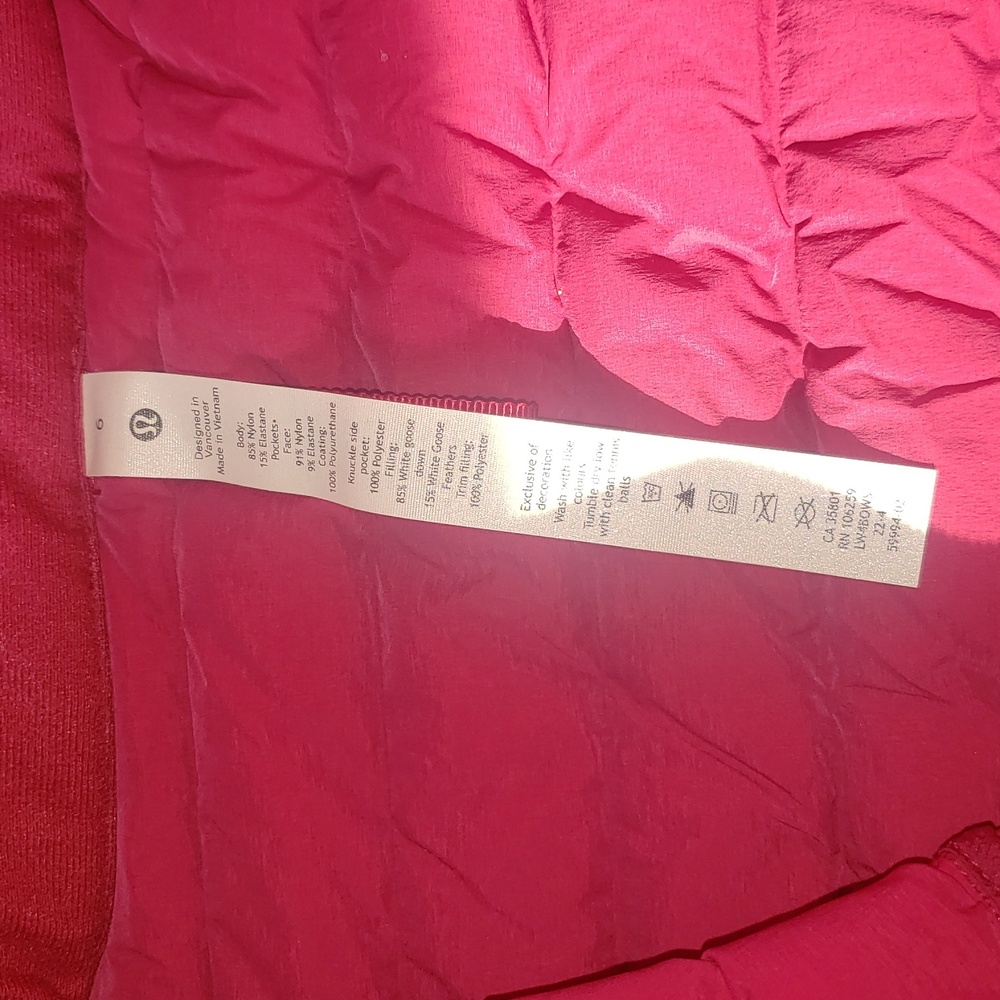 6
Designed in
Vancouver
Made in Vietnam
Body:
85% Nylon
15% Elastane
Pockets•
Face:
91% Nylon
9% Elastane
Coating:
100% Polyurethane
Knuckle side
pocket:
100% Polyester
Filling:
85% White goose
down
15% White Goose
Feathers
Trim filling:
100% Polyester
Exclusive of
decoration
Wash with like
colours
Tumble dry low
with clean tennis
balls
CA 35801
RN 106259
LW4BOWS
22-4